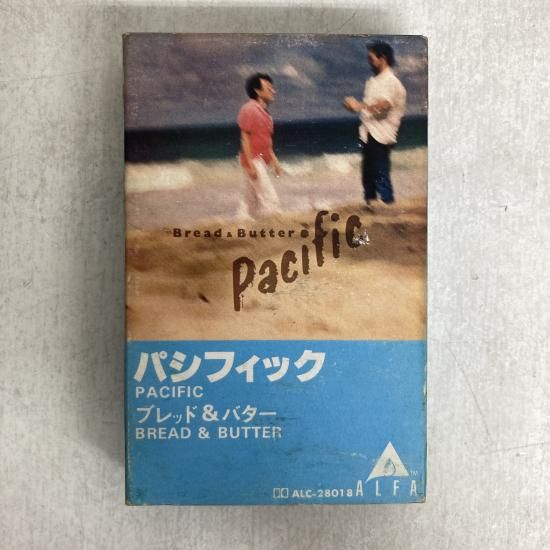 Bread & Butter
Pacific
パシフィック
PACIFIC
ブレッド&バター
BREAD & BUTTER
ALC-28018
TM
ALFA